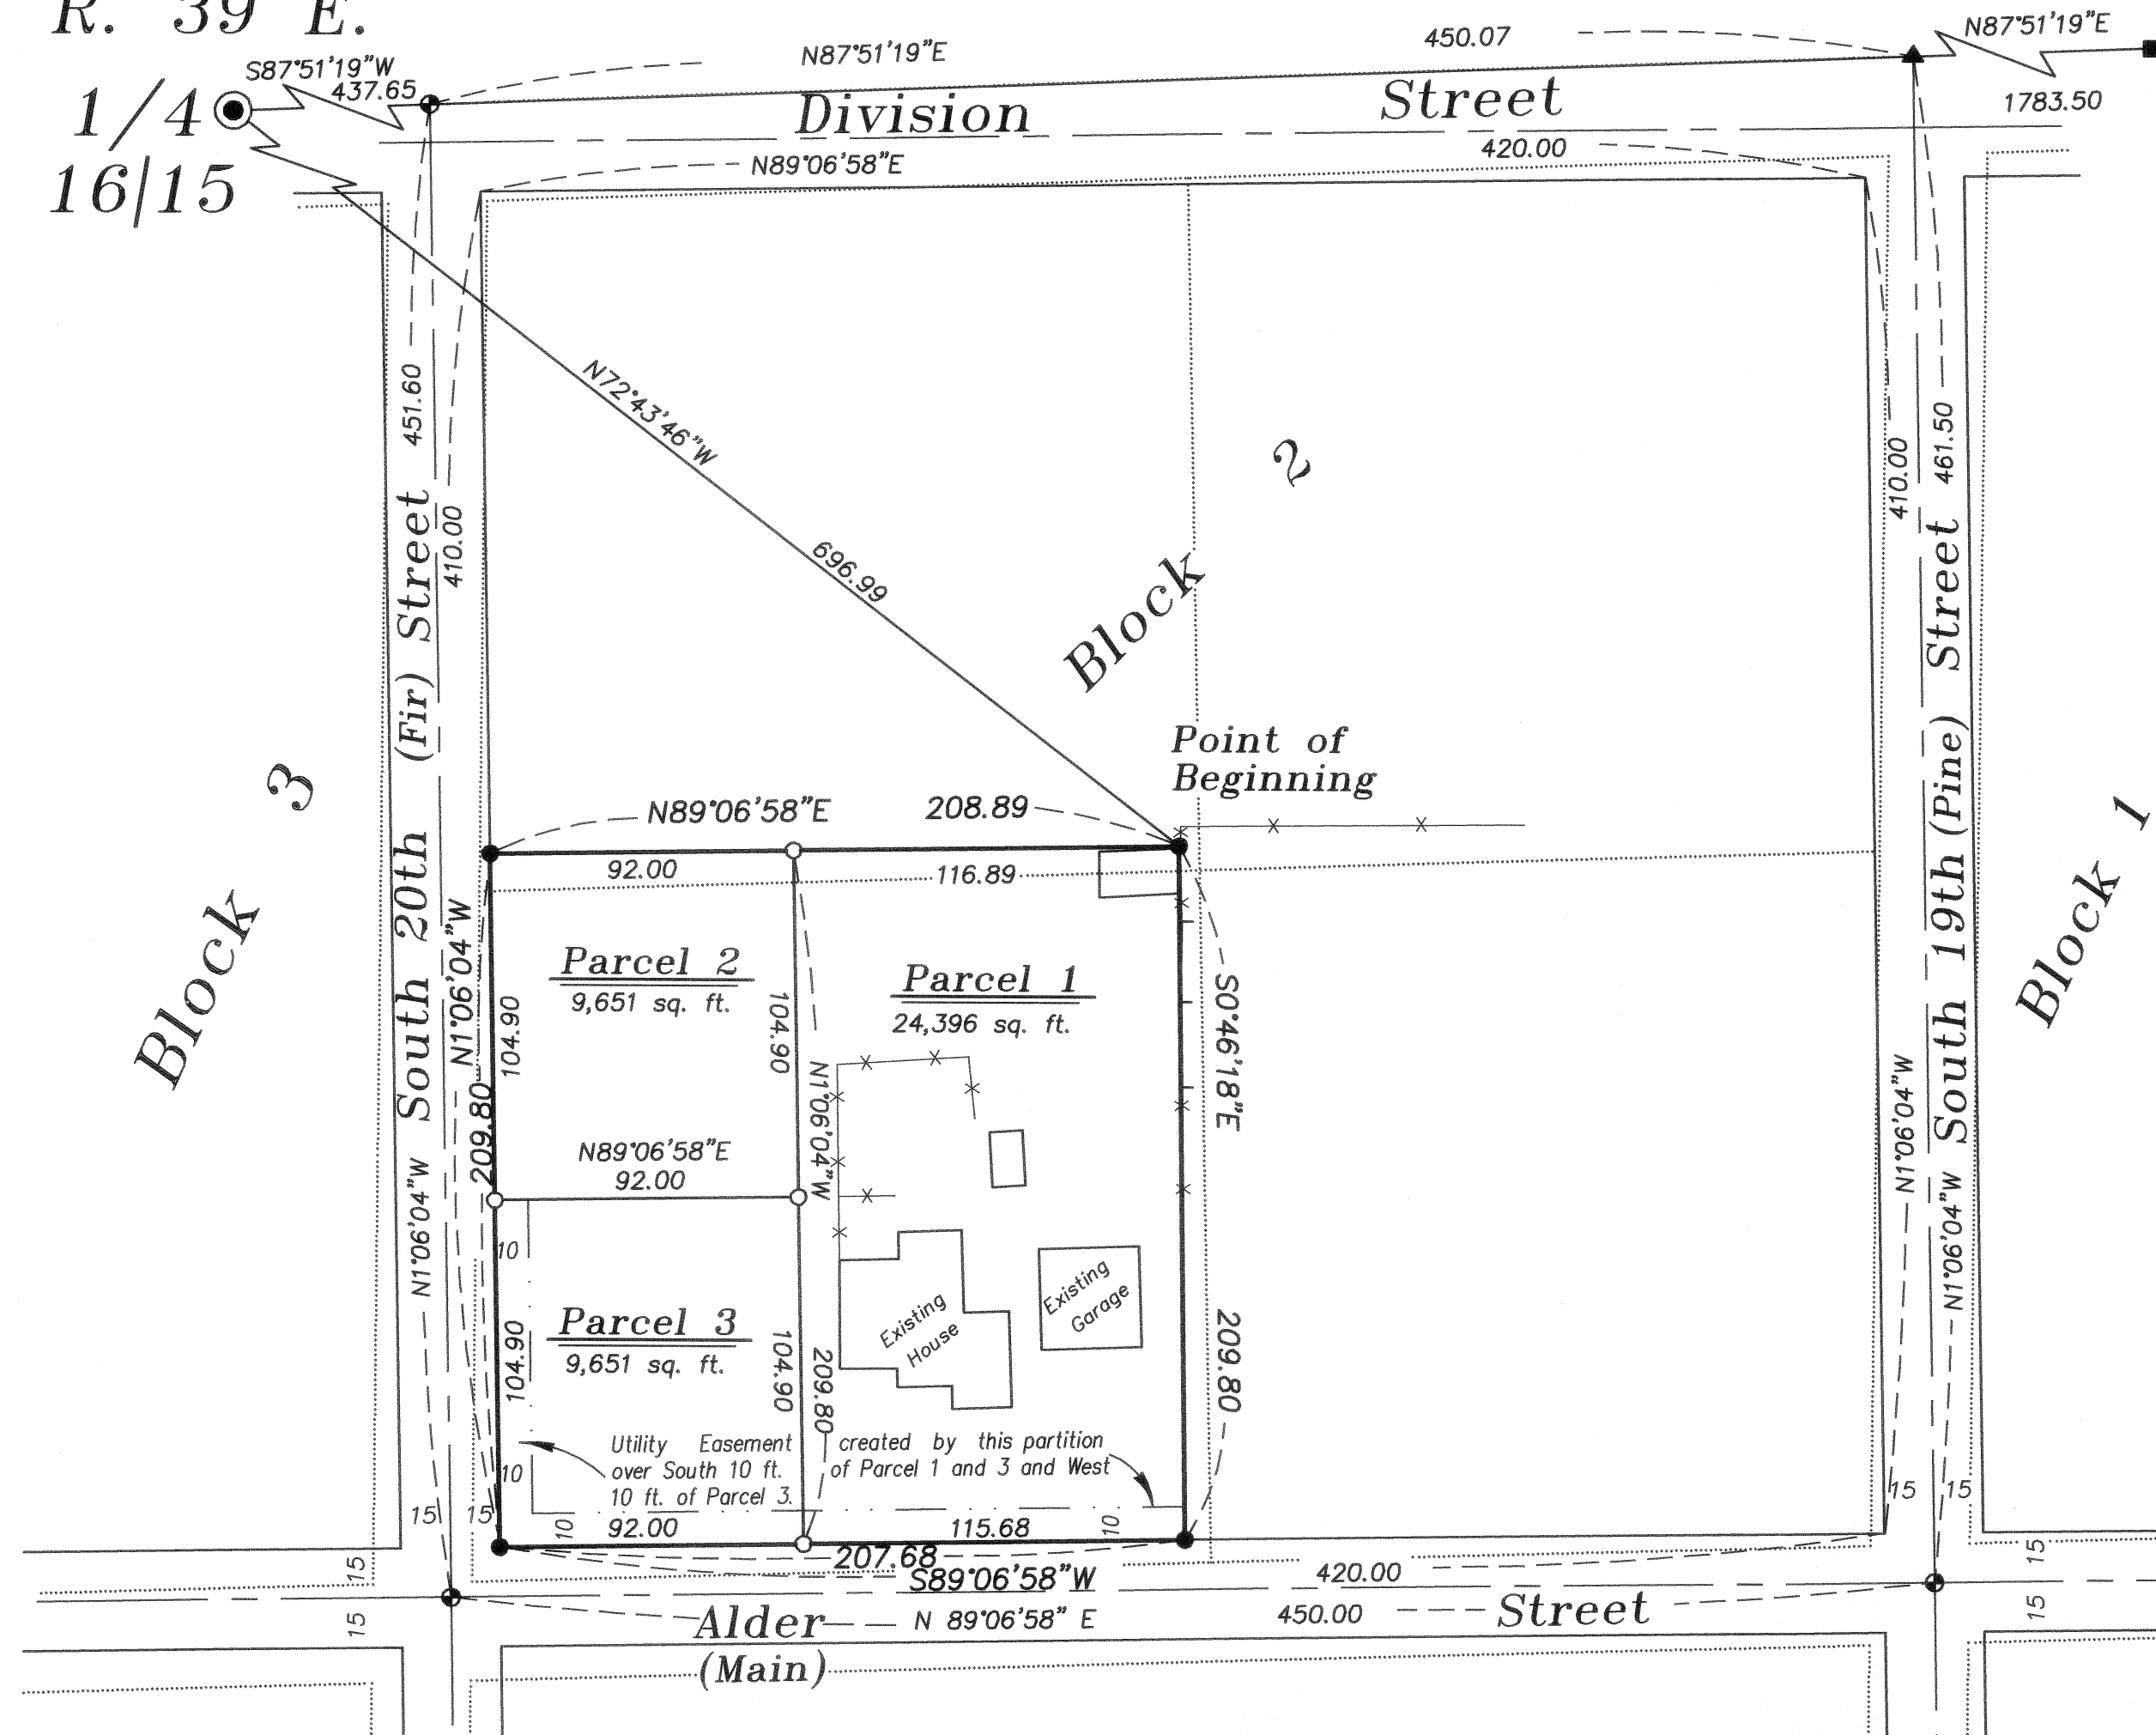 R. 39 E.
1/4
16|15
S87°51'19"W
437.65
N87°51'19"E
450.07
N87°51'19"E
1783.50
Division Street
N89°06'58"E
420.00
451.60
410.00
N72°43'46"W
696.99
Block 2
410.00
461.50
South 20th (Fir) Street
South 19th (Pine) Street
Block 3
Block 1
Point of
Beginning
N89°06'58"E
208.89
92.00
116.89
N1°06'04"W
209.80
104.90
Parcel 2
9,651 sq. ft.
104.90
Parcel 1
24,396 sq. ft.
S0°46'18"E
209.80
N1°06'04"W
N89°06'58"E
92.00
N1°06'04"W
N1°06'04"W
N1°06'04"W
10
Parcel 3
9,651 sq. ft.
104.90
104.90
209.80
Existing
House
Existing
Garage
Utility Easement created by this partition
over South 10 ft. of Parcel 1 and 3 and West
10 ft. of Parcel 3.
10
10
92.00
115.68
10
15
15
15
15
207.68
S89°06'58"W
420.00
15
15
15
15
Alder Street
(Main)
N 89°06'58" E
450.00